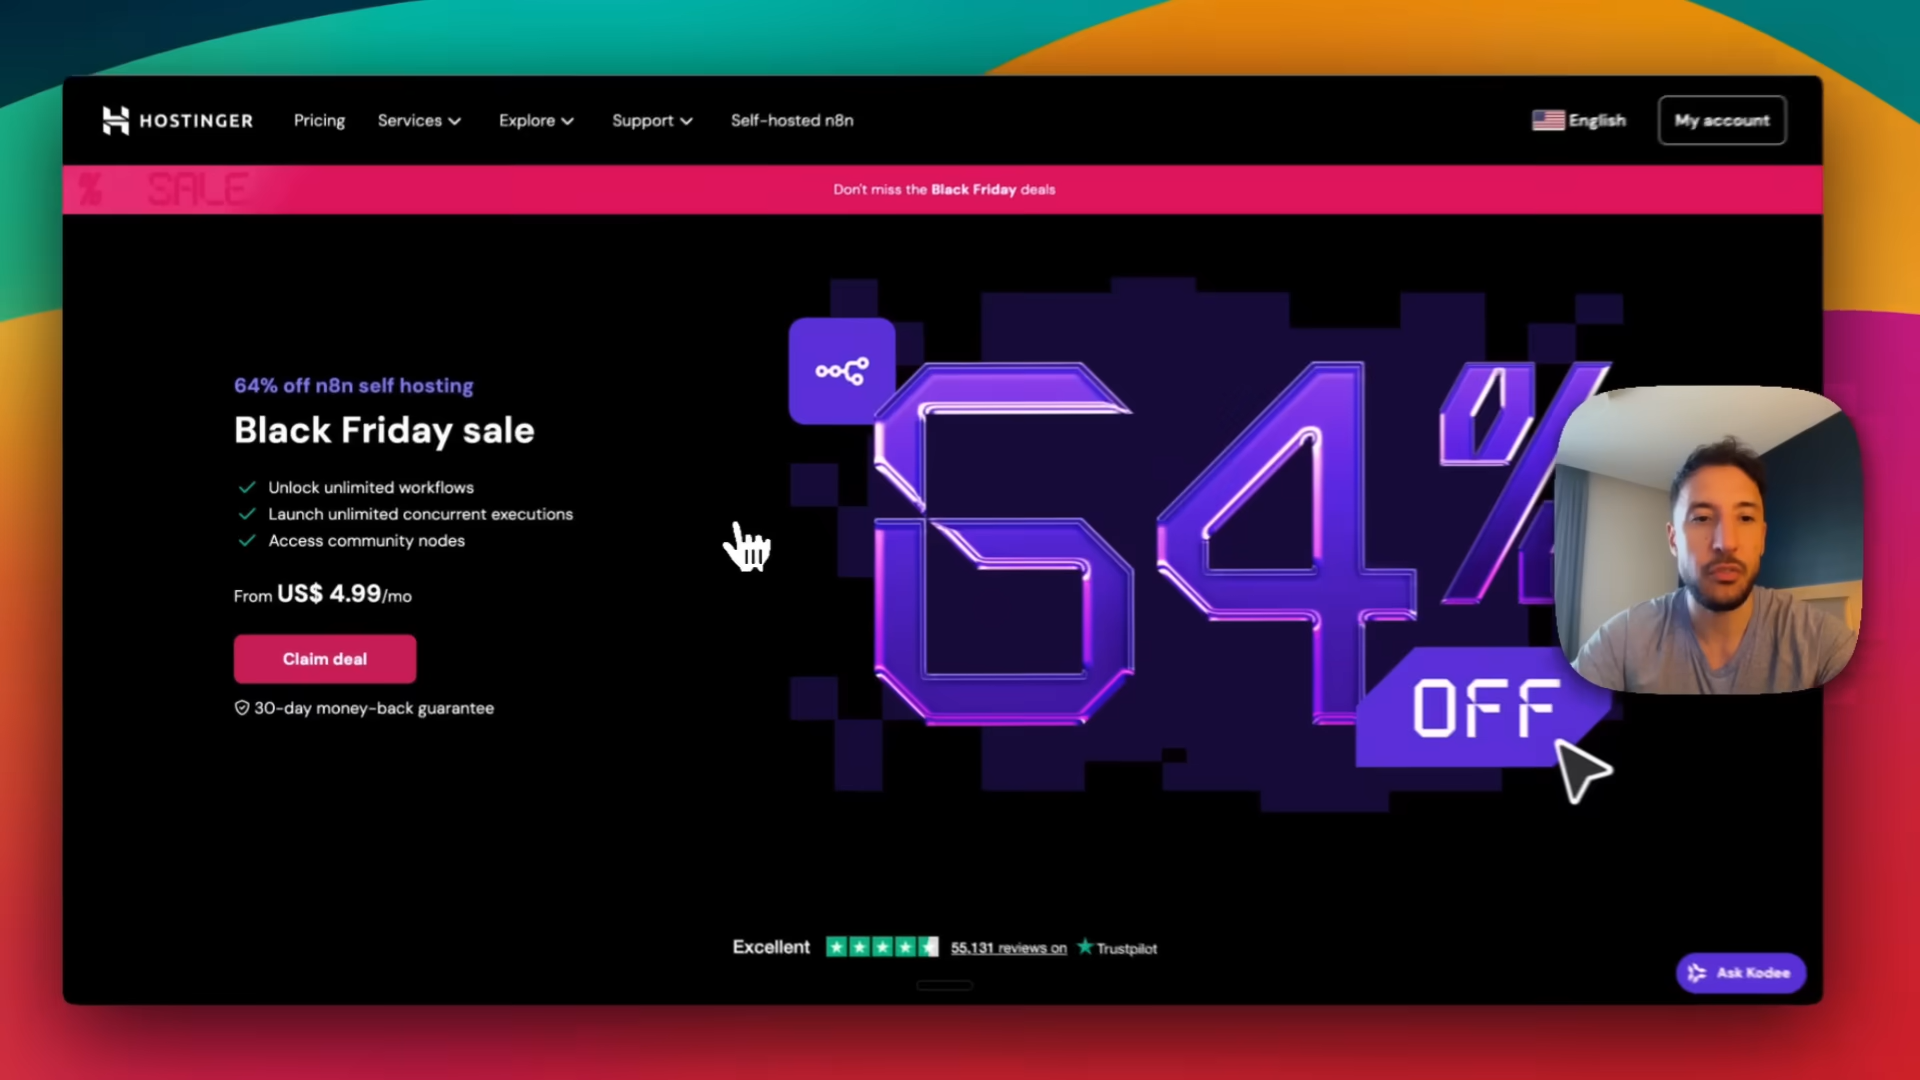 HOSTINGER
Pricing
Services
Explore
Support
Self-hosted n8n
English
My account
% SALE
Don't miss the Black Friday deals
64% off n8n self hosting
Black Friday sale
Unlock unlimited workflows
Launch unlimited concurrent executions
Access community nodes
From US$ 4.99/mo
Claim deal
30-day money-back guarantee
64%
OFF
Excellent
55,131 reviews on
Trustpilot
Ask Kodee